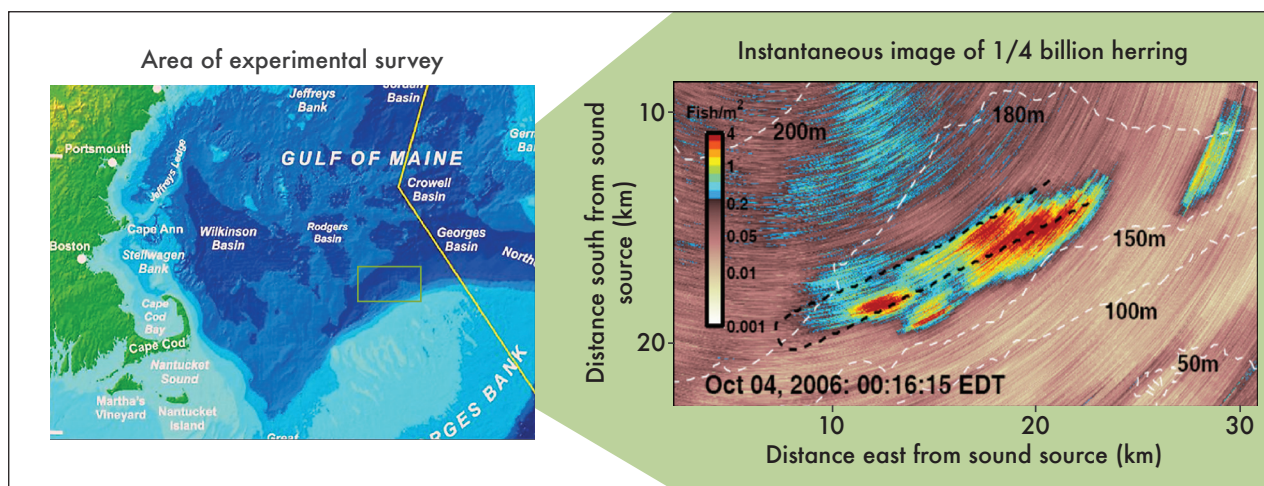 Area of experimental survey
Jeffreys
Bank
Jordan
Basin
Portsmouth
Jeffreys Ledge
GULF OF MAINE
Crowell
Basin
Cape Ann
Wilkinson
Basin
Rodgers
Basin
Georges
Basin
Boston
Stellwagen
Bank
Cape
Cod
Bay
Cape Cod
Nantucket
Sound
Martha's
Vineyard
Nantucket
Island
Great
RGES BANK
Instantaneous image of 1/4 billion herring
Distance south from sound
source (km)
10
20
Fish/m²
4
1
0.2
0.05
0.01
0.001
200m
180m
150m
100m
50m
Oct 04, 2006: 00:16:15 EDT
10
20
30
Distance east from sound source (km)